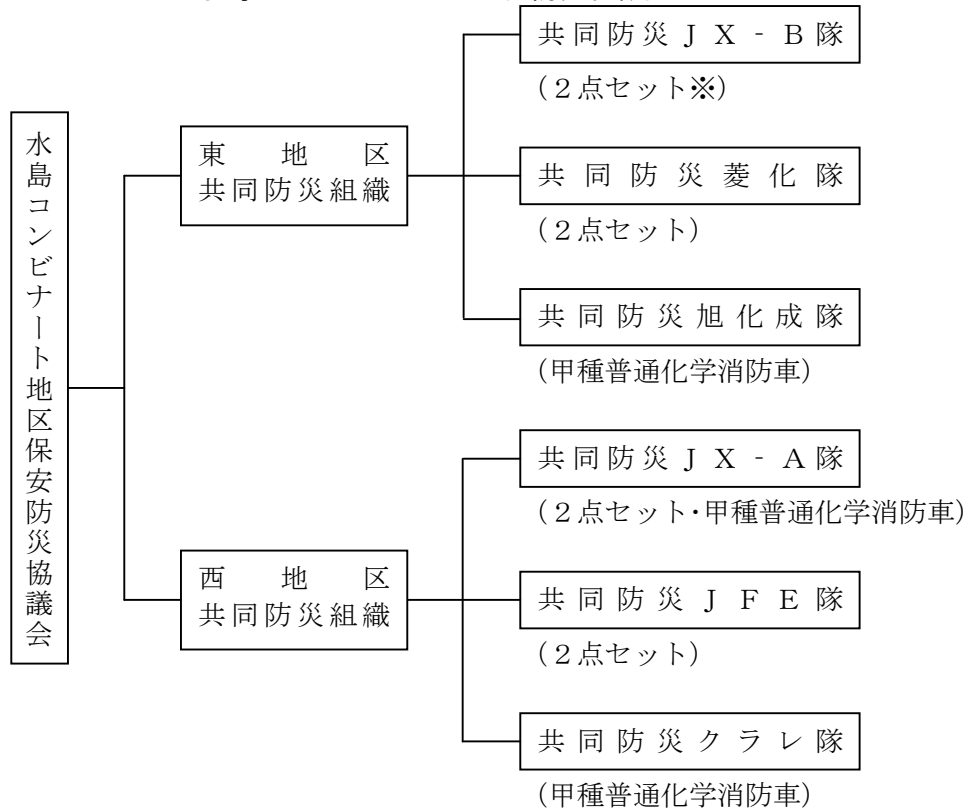 水島コンビナート地区保安防災協議会
東地区
共同防災組織
共同防災ＪＸ‐Ｂ隊
（２点セット※）
共同防災菱化隊
（２点セット）
共同防災旭化成隊
（甲種普通化学消防車）
西地区
共同防災組織
共同防災ＪＸ‐Ａ隊
（２点セット・甲種普通化学消防車）
共同防災ＪＦＥ隊
（２点セット）
共同防災クラレ隊
（甲種普通化学消防車）